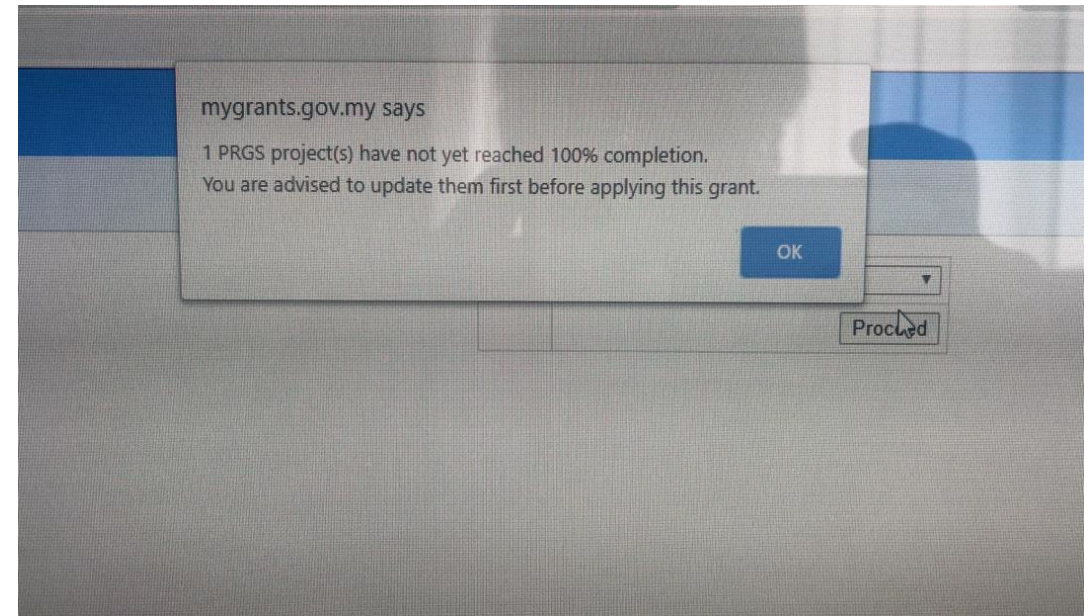 mygrants.gov.my says
1 PRGS project(s) have not yet reached 100% completion.
You are advised to update them first before applying this grant.
OK
Proceed